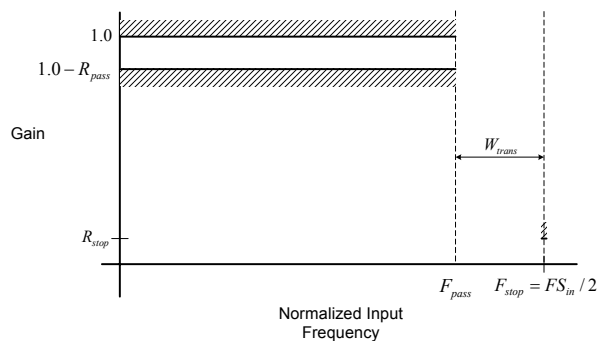 1.0
1.0 − R_pass
Gain
W_trans
R_stop
F_pass
F_stop = FS_in / 2
Normalized Input
Frequency